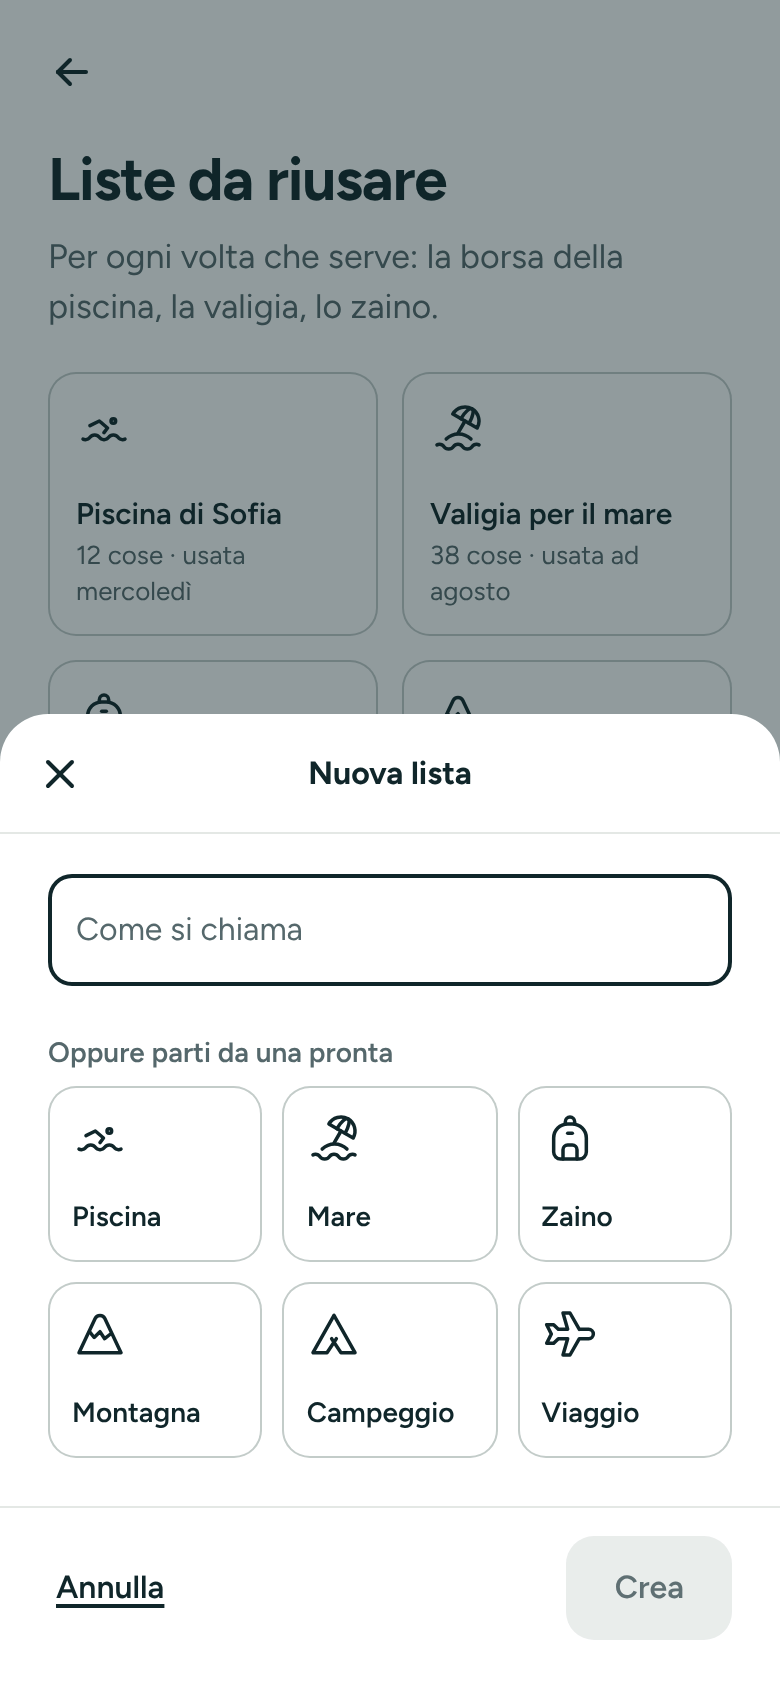 Liste da riusare
Per ogni volta che serve: la borsa della
piscina, la valigia, lo zaino.
Piscina di Sofia
12 cose · usata
mercoledì
Valigia per il mare
38 cose · usata ad
agosto
Nuova lista
Come si chiama
Oppure parti da una pronta
Piscina
Mare
Zaino
Montagna
Campeggio
Viaggio
Annulla
Crea